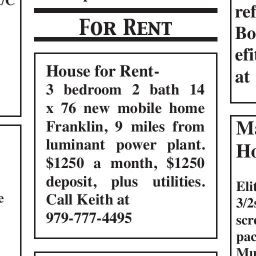 FOR RENT
House for Rent-
3 bedroom 2 bath 14
x 76 new mobile home
Franklin, 9 miles from
luminant power plant.
$1250 a month, $1250
deposit, plus utilities.
Call Keith at
979-777-4495
/C
e
ref
Bo
efi
at
Ma
Ho
Elit
3/2s
scre
pac
Mu